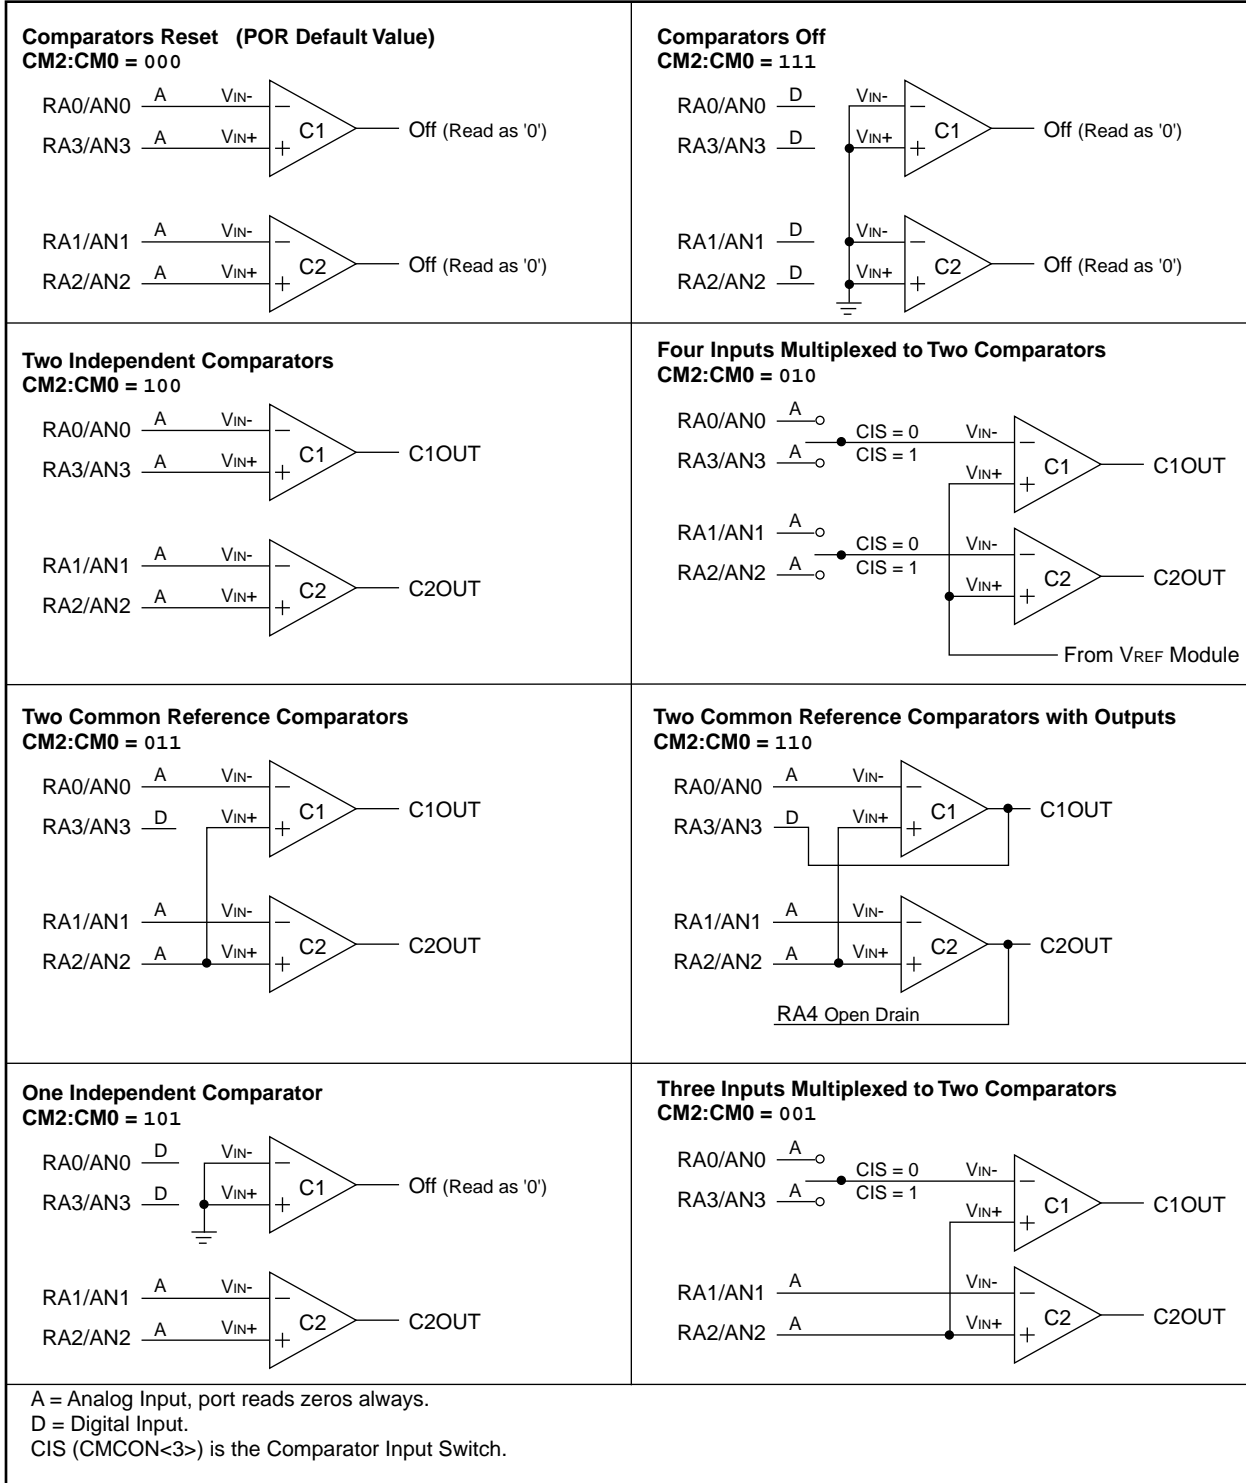 Comparators Reset (POR Default Value)
CM2:CM0 = 000
RA0/AN0 A VIN- −
RA3/AN3 A VIN+ +
C1 Off (Read as '0')
RA1/AN1 A VIN- −
RA2/AN2 A VIN+ +
C2 Off (Read as '0')
Comparators Off
CM2:CM0 = 111
RA0/AN0 D VIN- −
RA3/AN3 D VIN+ +
C1 Off (Read as '0')
RA1/AN1 D VIN- −
RA2/AN2 D VIN+ +
C2 Off (Read as '0')
Two Independent Comparators
CM2:CM0 = 100
RA0/AN0 A VIN- −
RA3/AN3 A VIN+ +
C1 C1OUT
RA1/AN1 A VIN- −
RA2/AN2 A VIN+ +
C2 C2OUT
Four Inputs Multiplexed to Two Comparators
CM2:CM0 = 010
RA0/AN0 A CIS = 0 VIN- −
RA3/AN3 A CIS = 1 VIN+ +
C1 C1OUT
RA1/AN1 A CIS = 0 VIN- −
RA2/AN2 A CIS = 1 VIN+ +
C2 C2OUT
From VREF Module
Two Common Reference Comparators
CM2:CM0 = 011
RA0/AN0 A VIN- −
RA3/AN3 D VIN+ +
C1 C1OUT
RA1/AN1 A VIN- −
RA2/AN2 A VIN+ +
C2 C2OUT
Two Common Reference Comparators with Outputs
CM2:CM0 = 110
RA0/AN0 A VIN- −
RA3/AN3 D VIN+ +
C1 C1OUT
RA1/AN1 A VIN- −
RA2/AN2 A VIN+ +
C2 C2OUT
RA4 Open Drain
One Independent Comparator
CM2:CM0 = 101
RA0/AN0 D VIN- −
RA3/AN3 D VIN+ +
C1 Off (Read as '0')
RA1/AN1 A VIN- −
RA2/AN2 A VIN+ +
C2 C2OUT
Three Inputs Multiplexed to Two Comparators
CM2:CM0 = 001
RA0/AN0 A CIS = 0 VIN- −
RA3/AN3 A CIS = 1 VIN+ +
C1 C1OUT
RA1/AN1 A VIN- −
RA2/AN2 A VIN+ +
C2 C2OUT
A = Analog Input, port reads zeros always.
D = Digital Input.
CIS (CMCON<3>) is the Comparator Input Switch.